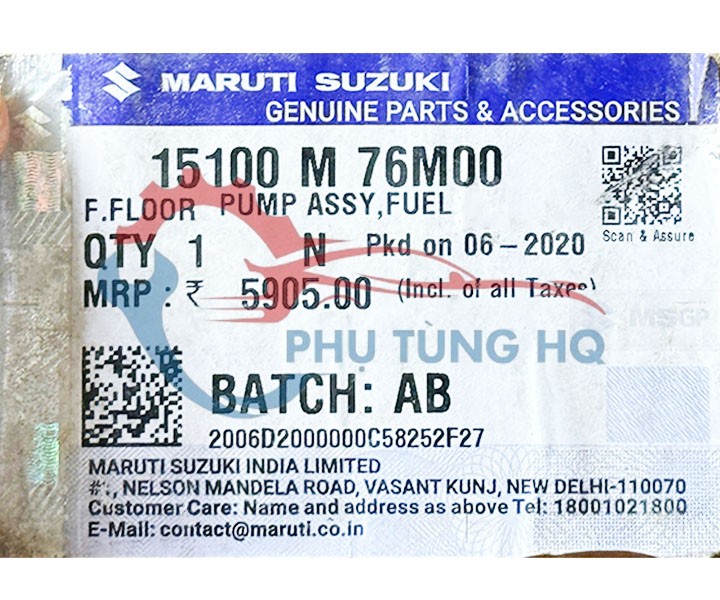 MARUTI SUZUKI
GENUINE PARTS & ACCESSORIES
15100 M 76M00
F.FLOOR PUMP ASSY,FUEL
Scan & Assure
QTY 1 N Pkd on 06-2020
MRP : ₹ 5905.00 (Incl. of all Taxes)
MSGP
PHỤ TÙNG HQ
BATCH: AB
2006D2000000C58252F27
MARUTI SUZUKI INDIA LIMITED
#1, NELSON MANDELA ROAD, VASANT KUNJ, NEW DELHI-110070
Customer Care: Name and address as above Tel: 18001021800
E-Mail: contact@maruti.co.in